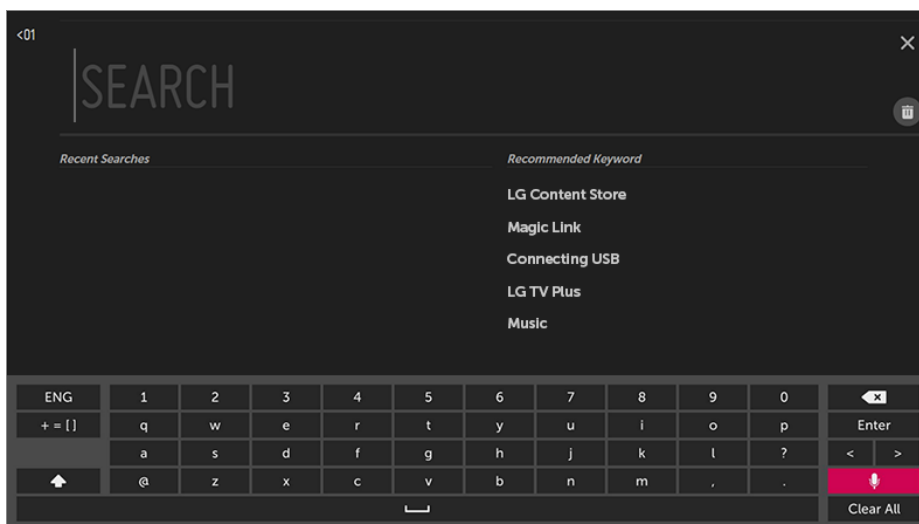 <01
SEARCH
Recent Searches
Recommended Keyword
LG Content Store
Magic Link
Connecting USB
LG TV Plus
Music
ENG 1 2 3 4 5 6 7 8 9 0
+ = [ ] q w e r t y u i o p Enter
a s d f g h j k l ? < >
@ z x c v b n m , .
Clear All